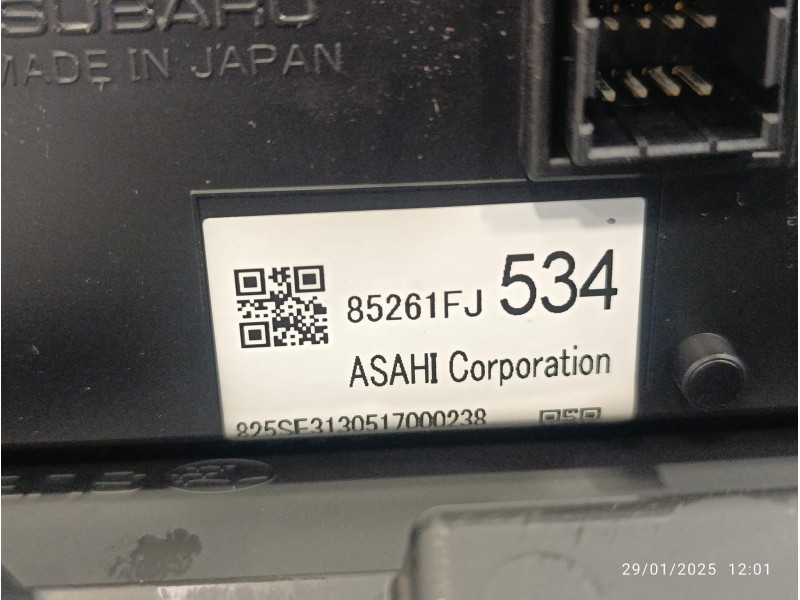 SUBARU
MADE IN JAPAN
85261FJ 534
ASAHI Corporation
825SE3130517000238
29/01/2025 12:01